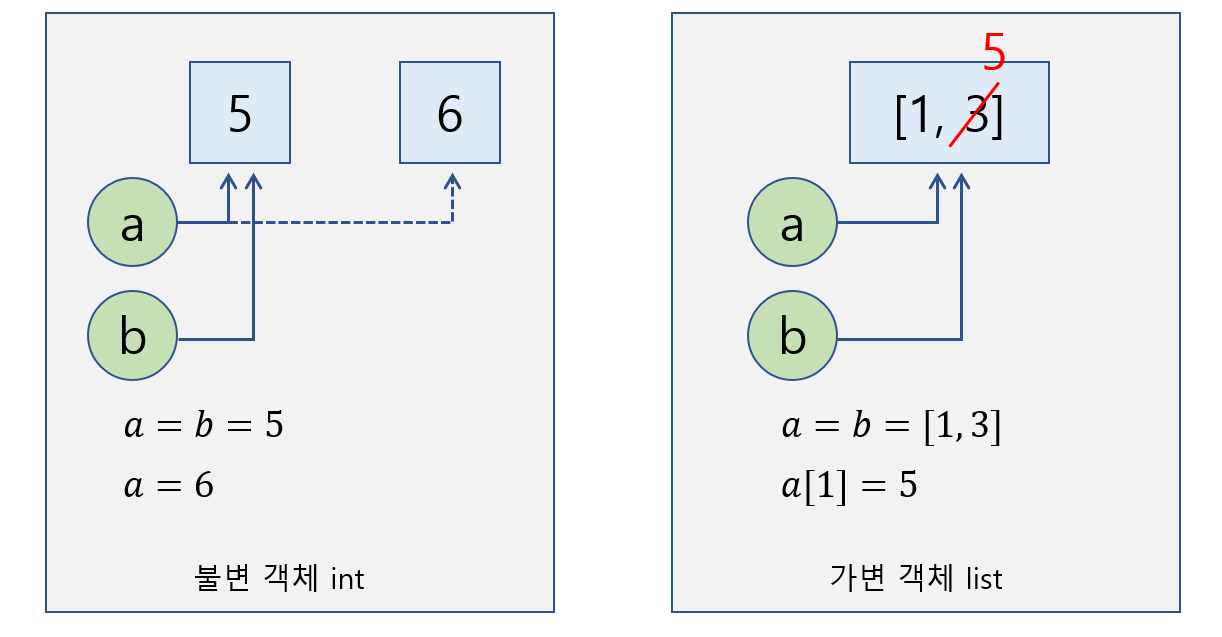 5
6
a
b
a = b = 5
a = 6
불변 객체 int
5
[1, 3]
a
b
a = b = [1, 3]
a[1] = 5
가변 객체 list